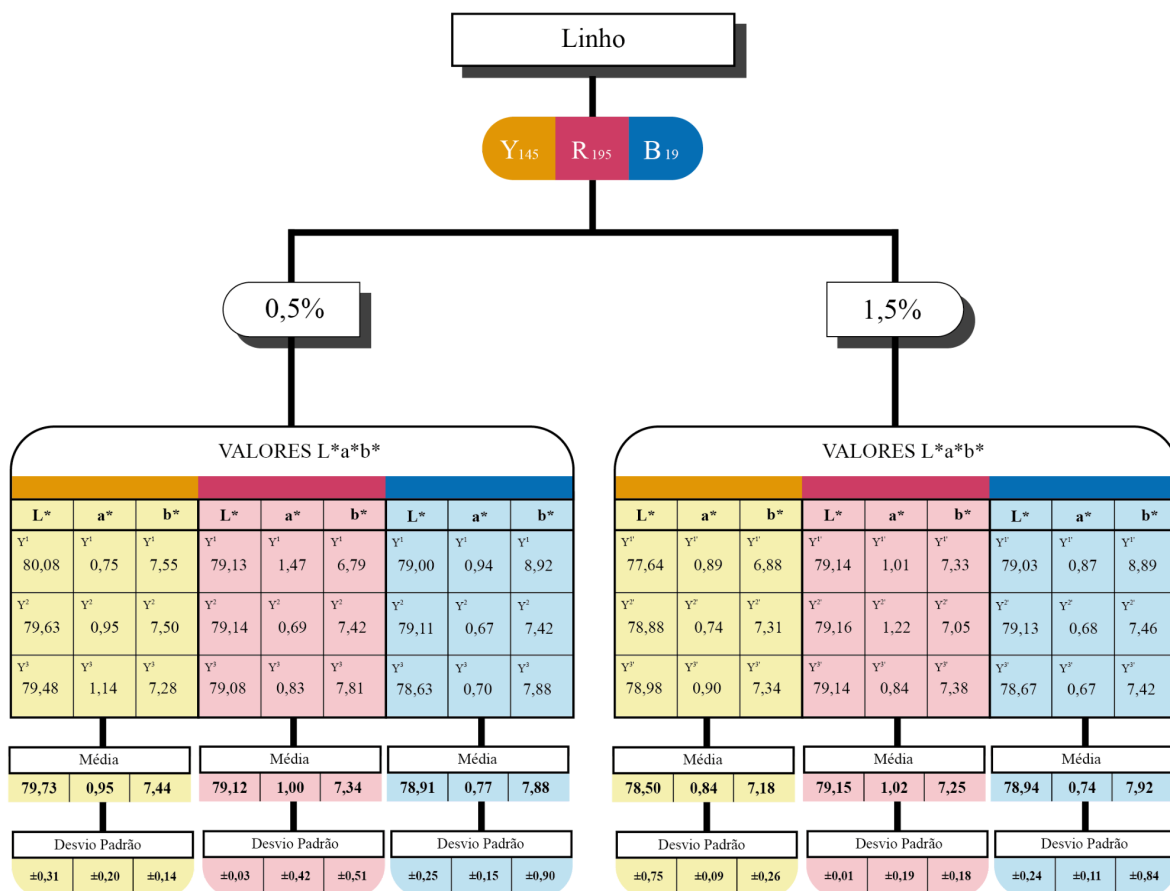 Linho
Y145 R195 B19
0,5% 1,5%
VALORES L*a*b* VALORES L*a*b*
L* a* b* L* a* b* L* a* b* L* a* b* L* a* b* L* a* b*
Y1 Y1 Y1 Y1 Y1 Y1 Y1 Y1 Y1 Y1' Y1' Y1' Y1' Y1' Y1' Y1' Y1' Y1'
80,08 0,75 7,55 79,13 1,47 6,79 79,00 0,94 8,92 77,64 0,89 6,88 79,14 1,01 7,33 79,03 0,87 8,89
Y2 Y2 Y2 Y2 Y2 Y2 Y2 Y2 Y2 Y2' Y2' Y2' Y2' Y2' Y2' Y2' Y2' Y2'
79,63 0,95 7,50 79,14 0,69 7,42 79,11 0,67 7,42 78,88 0,74 7,31 79,16 1,22 7,05 79,13 0,68 7,46
Y3 Y3 Y3 Y3 Y3 Y3 Y3 Y3 Y3 Y3' Y3' Y3' Y3' Y3' Y3' Y3' Y3' Y3'
79,48 1,14 7,28 79,08 0,83 7,81 78,63 0,70 7,88 78,98 0,90 7,34 79,14 0,84 7,38 78,67 0,67 7,42
Média Média Média Média Média Média
79,73 0,95 7,44 79,12 1,00 7,34 78,91 0,77 7,88 78,50 0,84 7,18 79,15 1,02 7,25 78,94 0,74 7,92
Desvio Padrão Desvio Padrão Desvio Padrão Desvio Padrão Desvio Padrão Desvio Padrão
±0,31 ±0,20 ±0,14 ±0,03 ±0,42 ±0,51 ±0,25 ±0,15 ±0,90 ±0,75 ±0,09 ±0,26 ±0,01 ±0,19 ±0,18 ±0,24 ±0,11 ±0,84